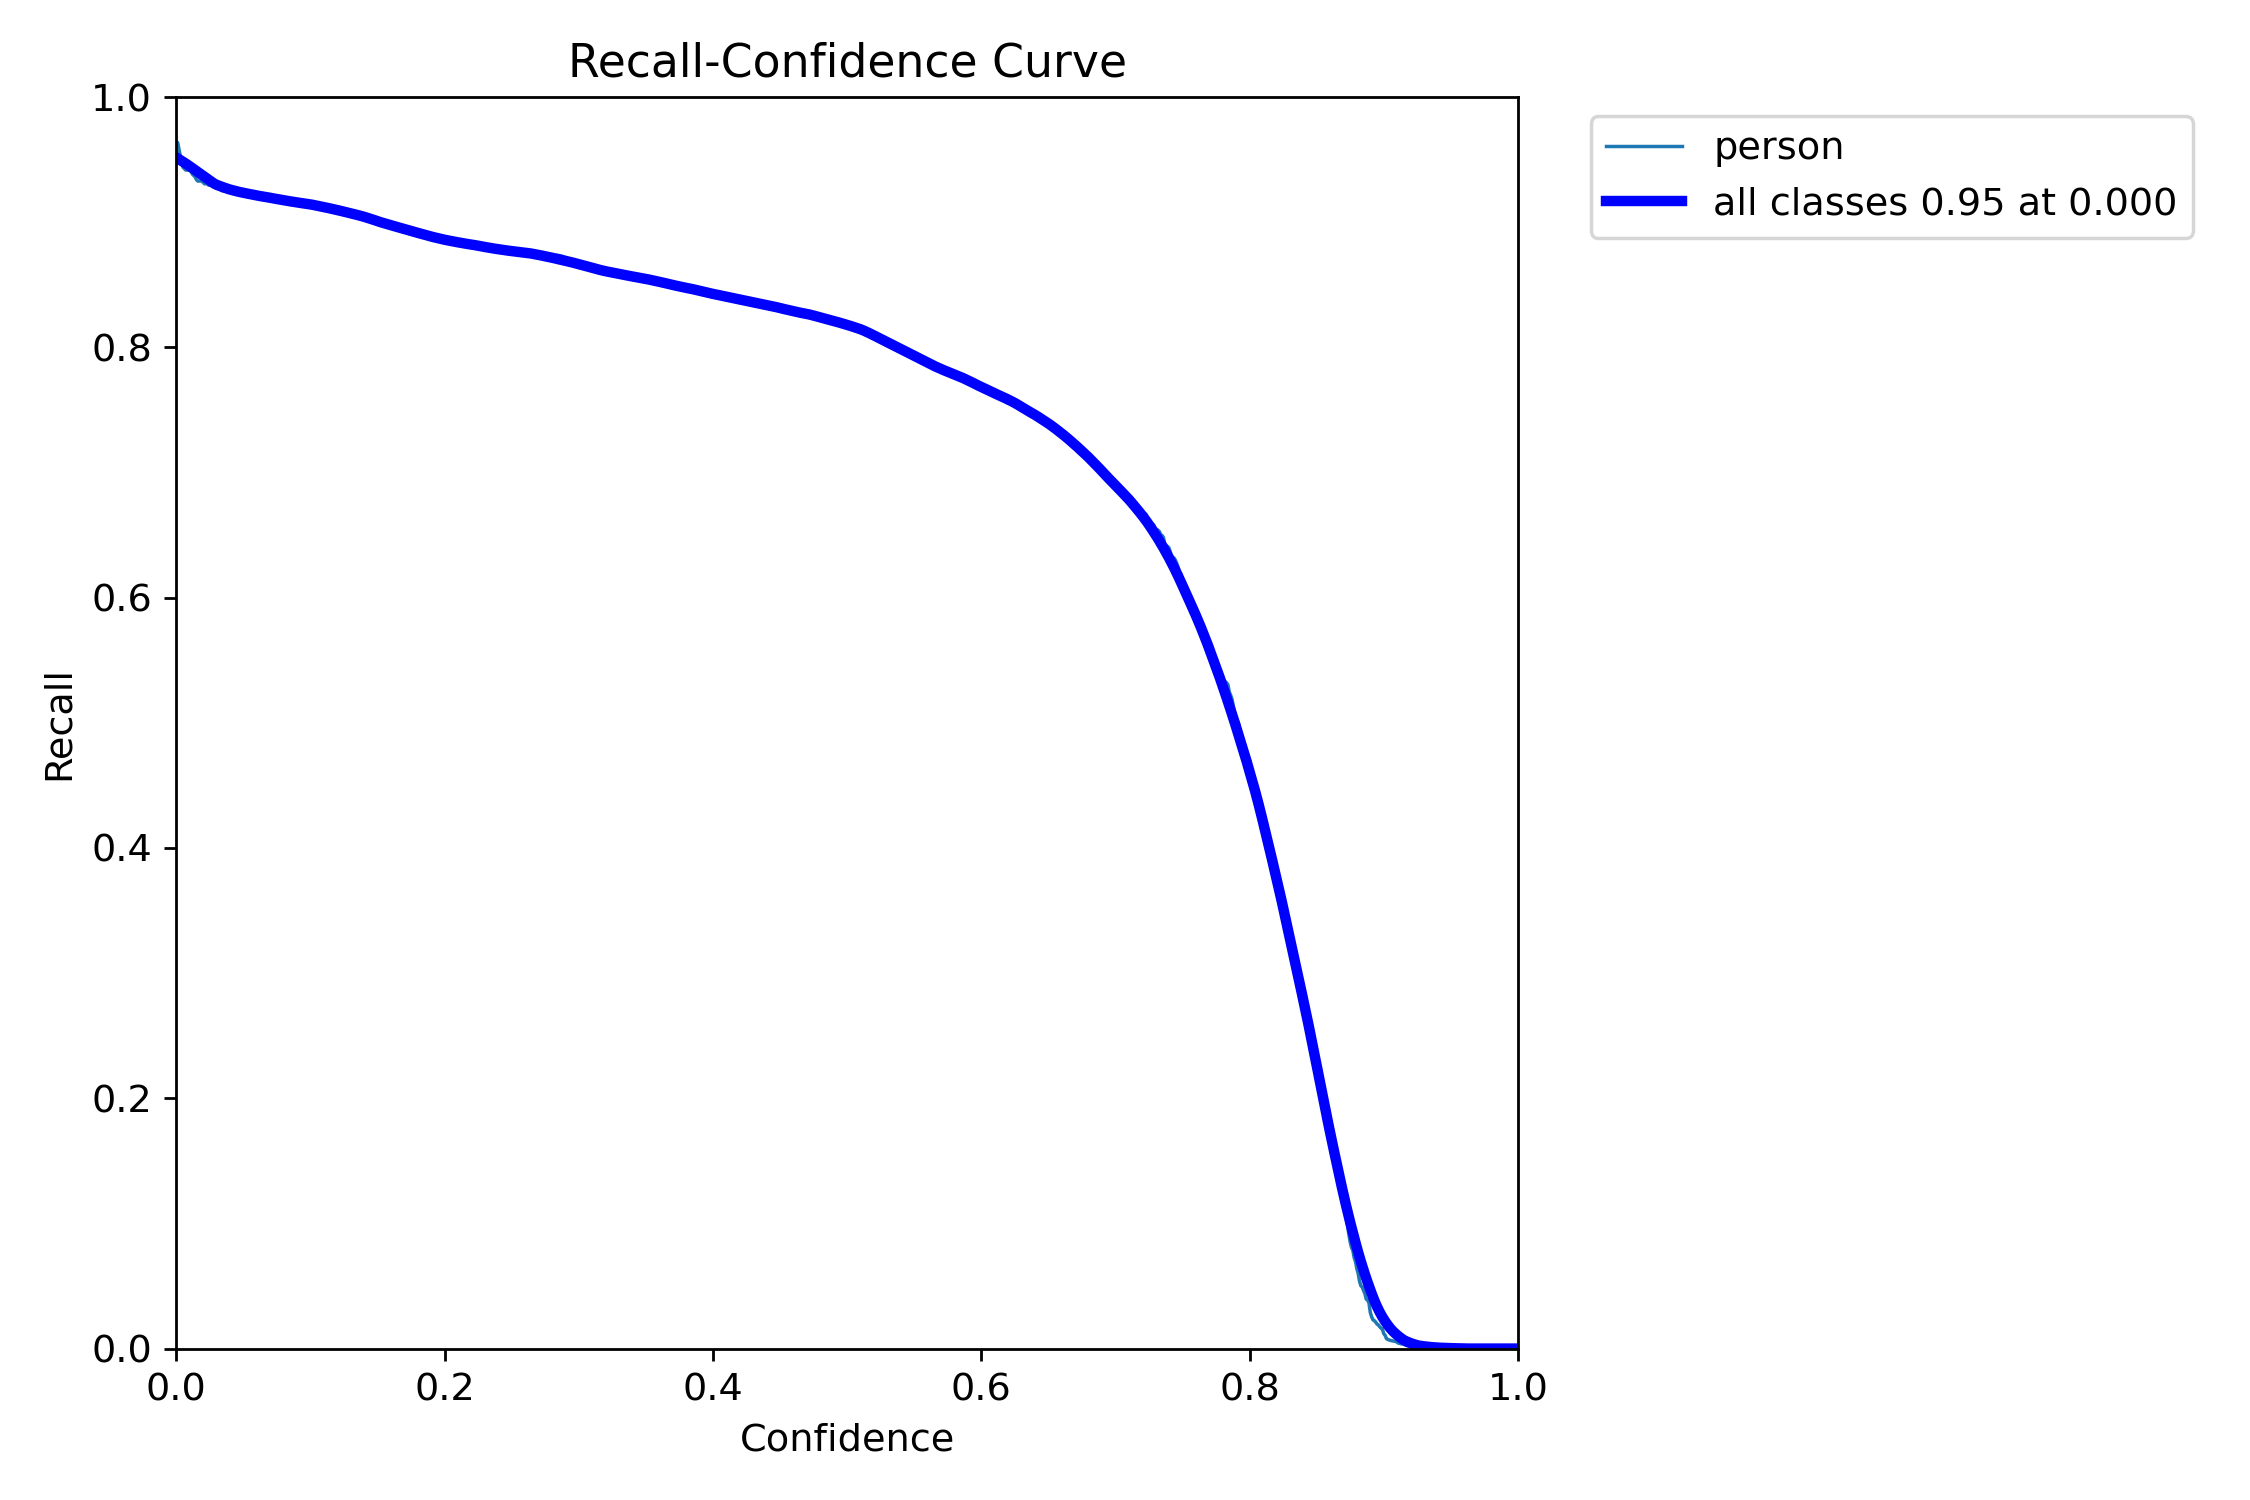 Recall-Confidence Curve
person
all classes 0.95 at 0.000
1.0
0.8
0.6
0.4
0.2
0.0
Recall
0.0 0.2 0.4 0.6 0.8 1.0
Confidence